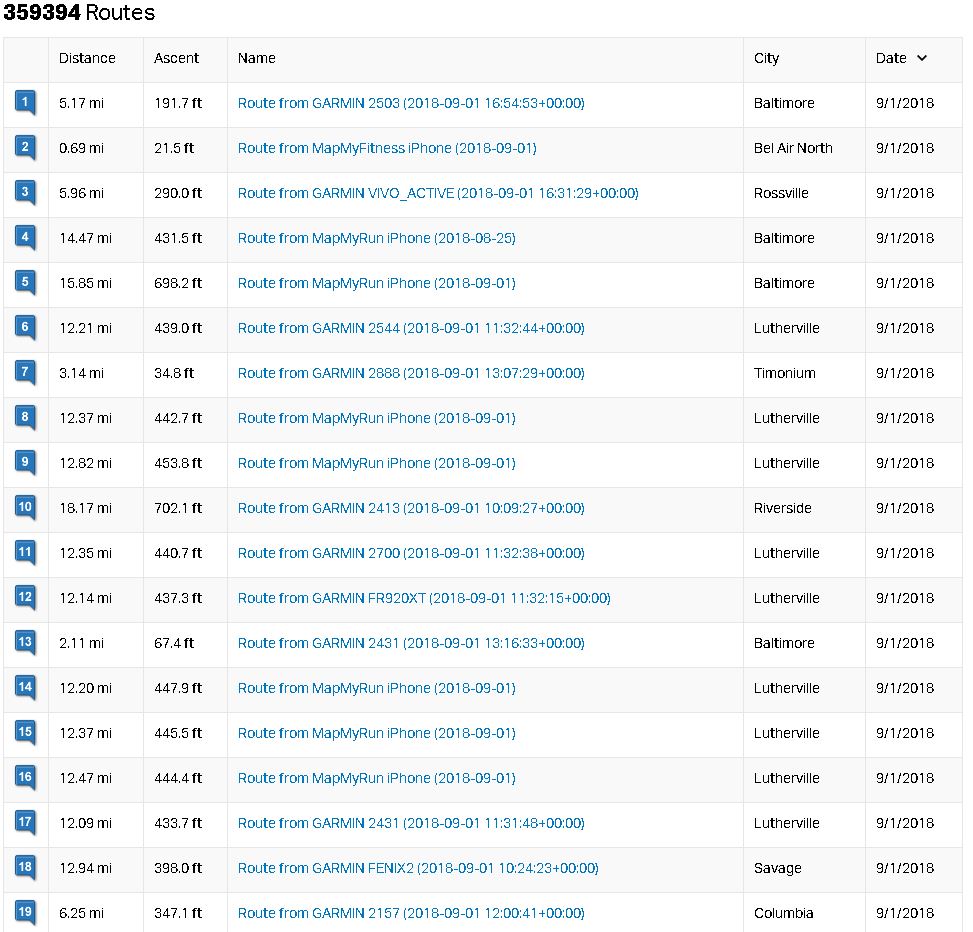 359394 Routes
Distance Ascent Name City Date
1 5.17 mi 191.7 ft Route from GARMIN 2503 (2018-09-01 16:54:53+00:00) Baltimore 9/1/2018
2 0.69 mi 21.5 ft Route from MapMyFitness iPhone (2018-09-01) Bel Air North 9/1/2018
3 5.96 mi 290.0 ft Route from GARMIN VIVO_ACTIVE (2018-09-01 16:31:29+00:00) Rossville 9/1/2018
4 14.47 mi 431.5 ft Route from MapMyRun iPhone (2018-08-25) Baltimore 9/1/2018
5 15.85 mi 698.2 ft Route from MapMyRun iPhone (2018-09-01) Baltimore 9/1/2018
6 12.21 mi 439.0 ft Route from GARMIN 2544 (2018-09-01 11:32:44+00:00) Lutherville 9/1/2018
7 3.14 mi 34.8 ft Route from GARMIN 2888 (2018-09-01 13:07:29+00:00) Timonium 9/1/2018
8 12.37 mi 442.7 ft Route from MapMyRun iPhone (2018-09-01) Lutherville 9/1/2018
9 12.82 mi 453.8 ft Route from MapMyRun iPhone (2018-09-01) Lutherville 9/1/2018
10 18.17 mi 702.1 ft Route from GARMIN 2413 (2018-09-01 10:09:27+00:00) Riverside 9/1/2018
11 12.35 mi 440.7 ft Route from GARMIN 2700 (2018-09-01 11:32:38+00:00) Lutherville 9/1/2018
12 12.14 mi 437.3 ft Route from GARMIN FR920XT (2018-09-01 11:32:15+00:00) Lutherville 9/1/2018
13 2.11 mi 67.4 ft Route from GARMIN 2431 (2018-09-01 13:16:33+00:00) Baltimore 9/1/2018
14 12.20 mi 447.9 ft Route from MapMyRun iPhone (2018-09-01) Lutherville 9/1/2018
15 12.37 mi 445.5 ft Route from MapMyRun iPhone (2018-09-01) Lutherville 9/1/2018
16 12.47 mi 444.4 ft Route from MapMyRun iPhone (2018-09-01) Lutherville 9/1/2018
17 12.09 mi 433.7 ft Route from GARMIN 2431 (2018-09-01 11:31:48+00:00) Lutherville 9/1/2018
18 12.94 mi 398.0 ft Route from GARMIN FENIX2 (2018-09-01 10:24:23+00:00) Savage 9/1/2018
19 6.25 mi 347.1 ft Route from GARMIN 2157 (2018-09-01 12:00:41+00:00) Columbia 9/1/2018